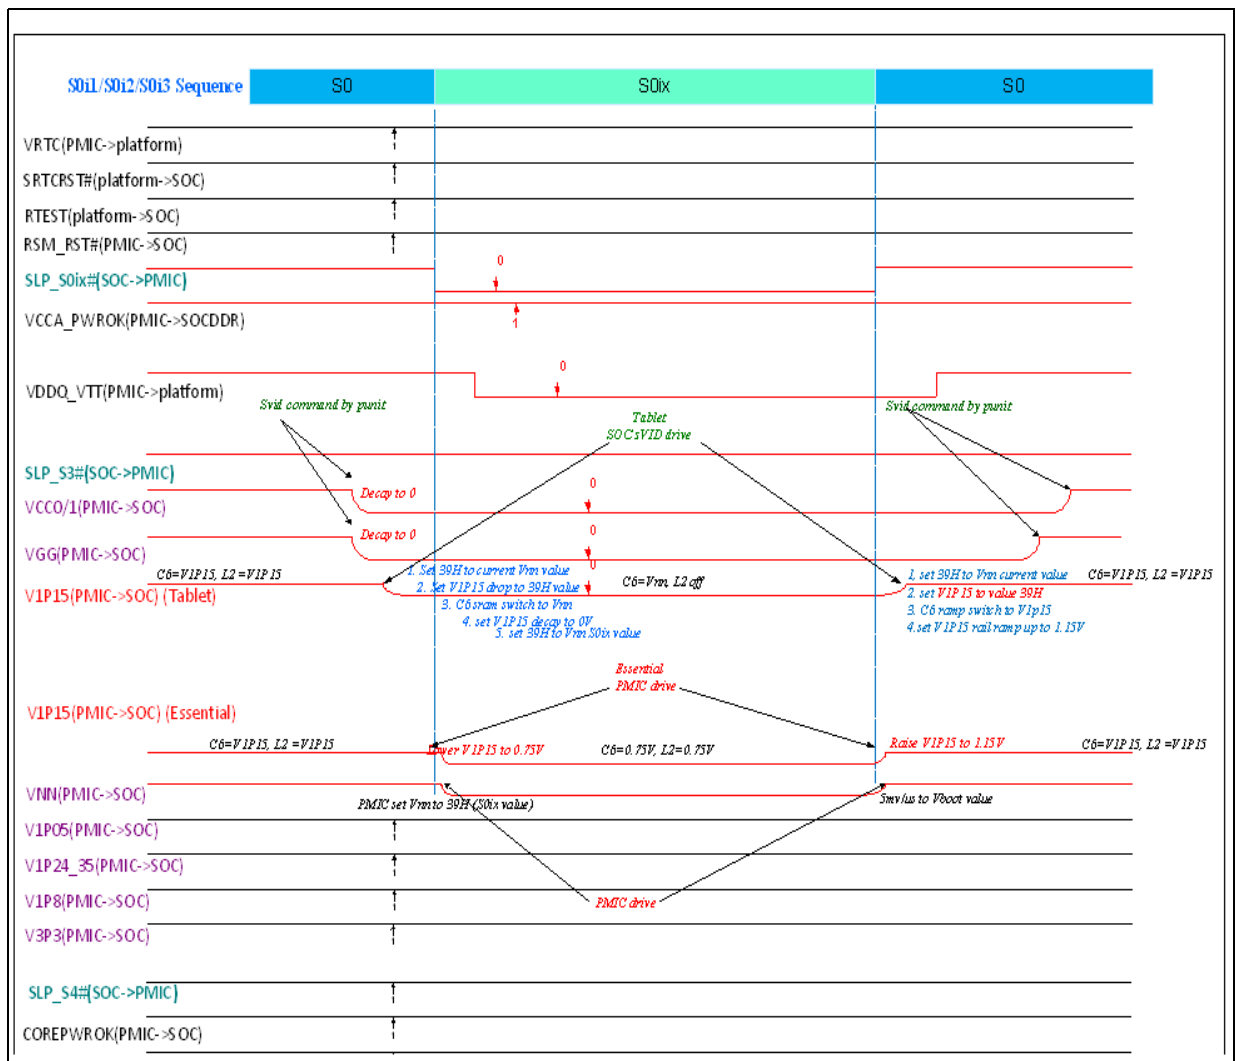 S0i1/S0i2/S0i3 Sequence S0 S0ix S0
VRTC(PMIC->platform)
SRTCRST#(platform->SOC)
RTEST(platform->SOC)
RSM_RST#(PMIC->SOC)
0
SLP_S0ix#(SOC->PMIC)
VCCA_PWROK(PMIC->SOCDDR)
1
0
VDDQ_VTT(PMIC->platform)
Svid command by punit
Svid command by punit
Tablet
SOC sVID drive
SLP_S3#(SOC->PMIC)
0
Decay to 0
VCC0/1(PMIC->SOC)
0
Decay to 0
VGG(PMIC->SOC)
0
C6=V1P15, L2 =V1P15
1. Set 39H to current Vnn value
2. Set V1P15 drop to 39H value
3. C6 sram switch to Vnn
4. set V1P15 decay to 0V
5. set 39H to Vnn S0ix value
C6=Vnn, L2 off
1, set 39H to Vnn current value
2. set V1P15 to value 39H
3. C6 ramp switch to V1p15
4.set V1P15 rail ramp up to 1.15V
C6=V1P15, L2 =V1P15
V1P15(PMIC->SOC) (Tablet)
Essential
PMIC drive
V1P15(PMIC->SOC) (Essential)
C6=V1P15, L2 =V1P15
Lower V1P15 to 0.75V
C6=0.75V, L2=0.75V
Raise V1P15 to 1.15V
C6=V1P15, L2 =V1P15
VNN(PMIC->SOC)
PMIC set Vnn to 39H (S0ix value)
5mv/us to Vboot value
V1P05(PMIC->SOC)
V1P24_35(PMIC->SOC)
V1P8(PMIC->SOC)
PMIC drive
V3P3(PMIC->SOC)
SLP_S4#(SOC->PMIC)
COREPWROK(PMIC->SOC)